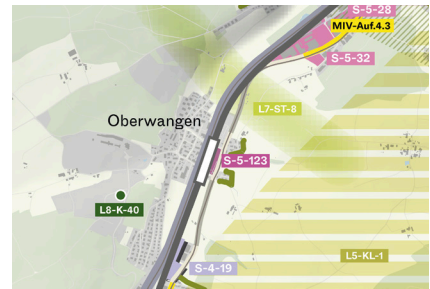 S-5-28
MIV-Auf.4.3
S-5-32
L7-ST-8
Oberwangen
S-5-123
L8-K-40
L5-KL-1
S-4-19